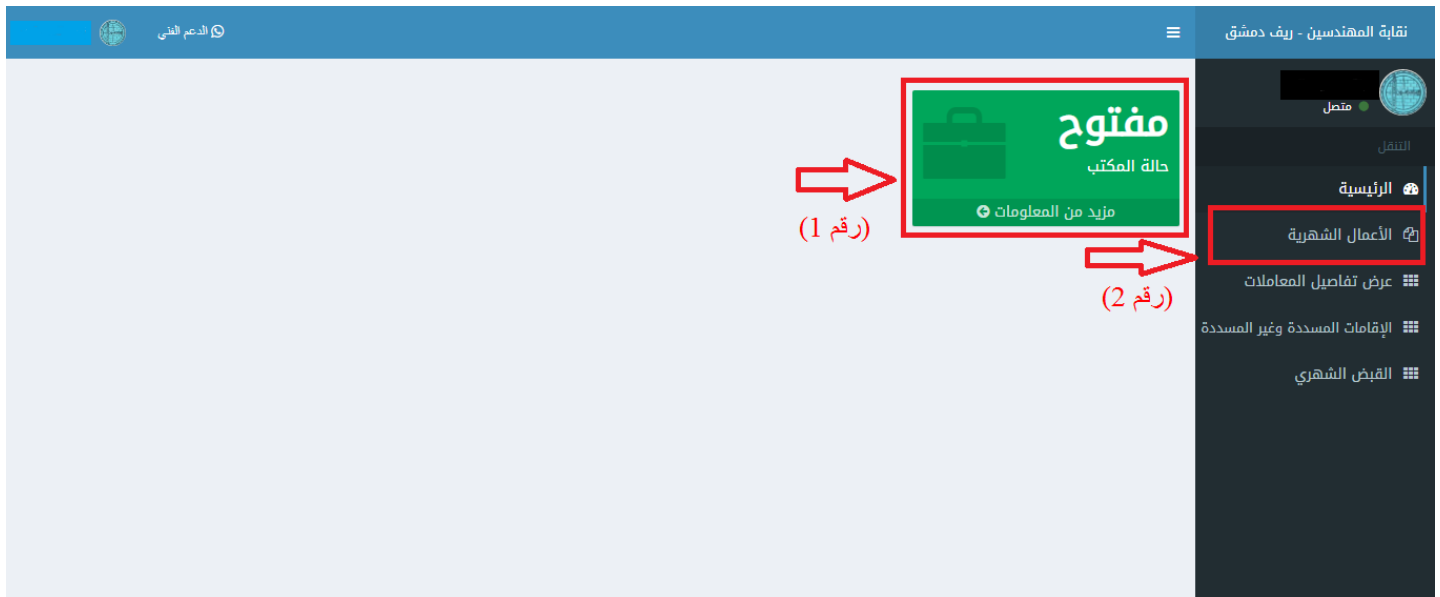 نقابة المهندسين - ريف دمشق
الدعم الفني
متصل
التنقل
الرئيسية
الأعمال الشهرية
عرض تفاصيل المعاملات
الإقامات المسددة وغير المسددة
القبض الشهري
مفتوح
حالة المكتب
مزيد من المعلومات
(رقم 1)
(رقم 2)